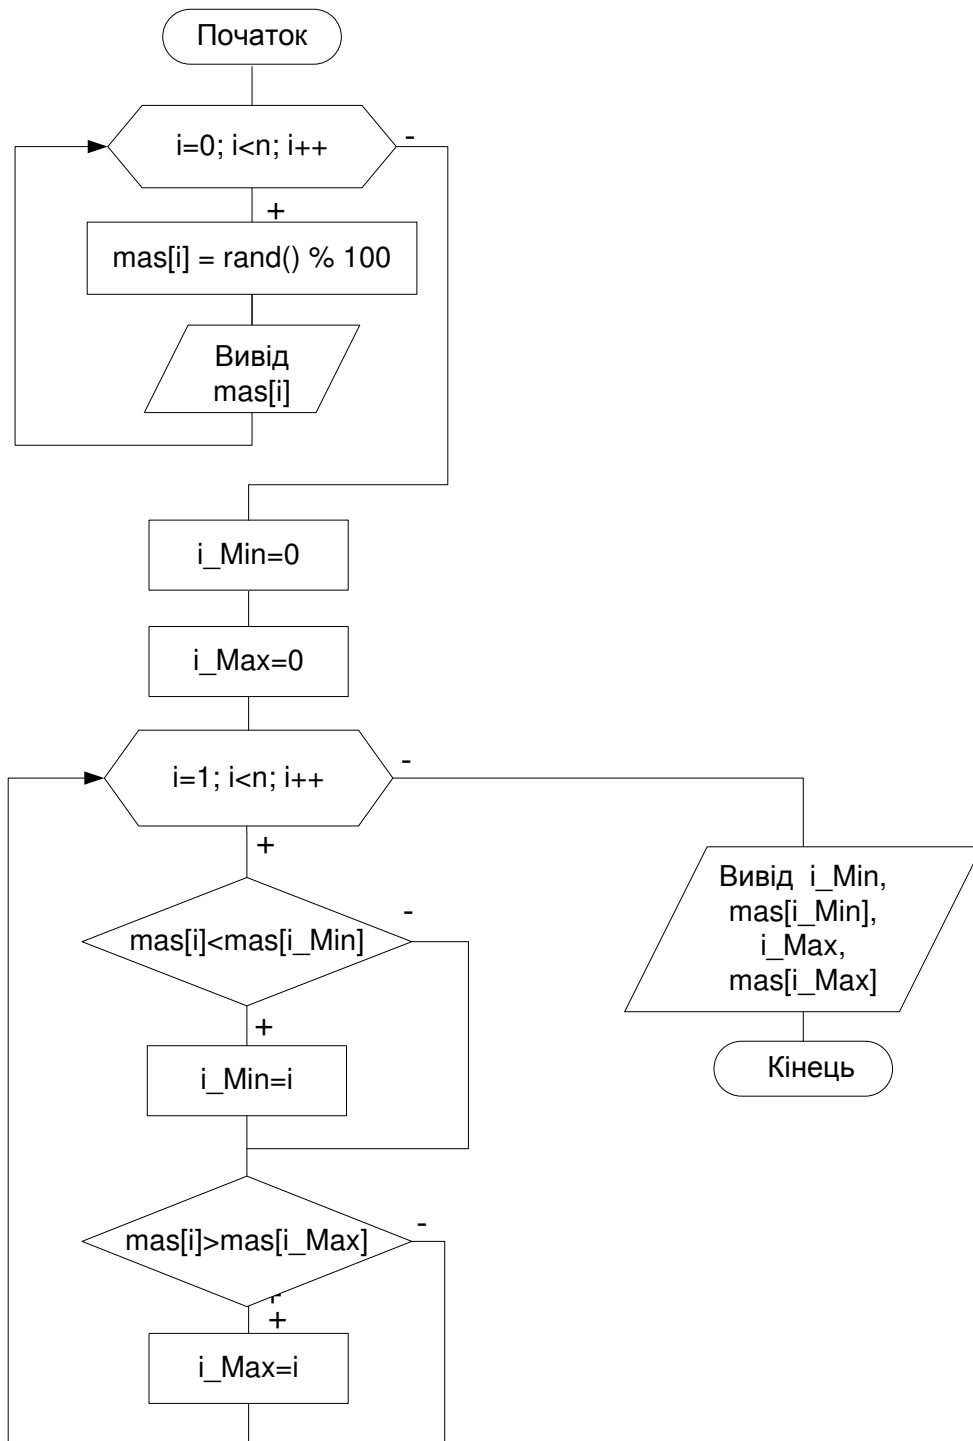 Початок
i=0; i<n; i++
-
+
mas[i] = rand() % 100
Вивід
mas[i]
i_Min=0
i_Max=0
i=1; i<n; i++
-
+
mas[i]<mas[i_Min]
-
+
i_Min=i
Вивід i_Min,
mas[i_Min],
i_Max,
mas[i_Max]
Кінець
mas[i]>mas[i_Max]
-
+
i_Max=i